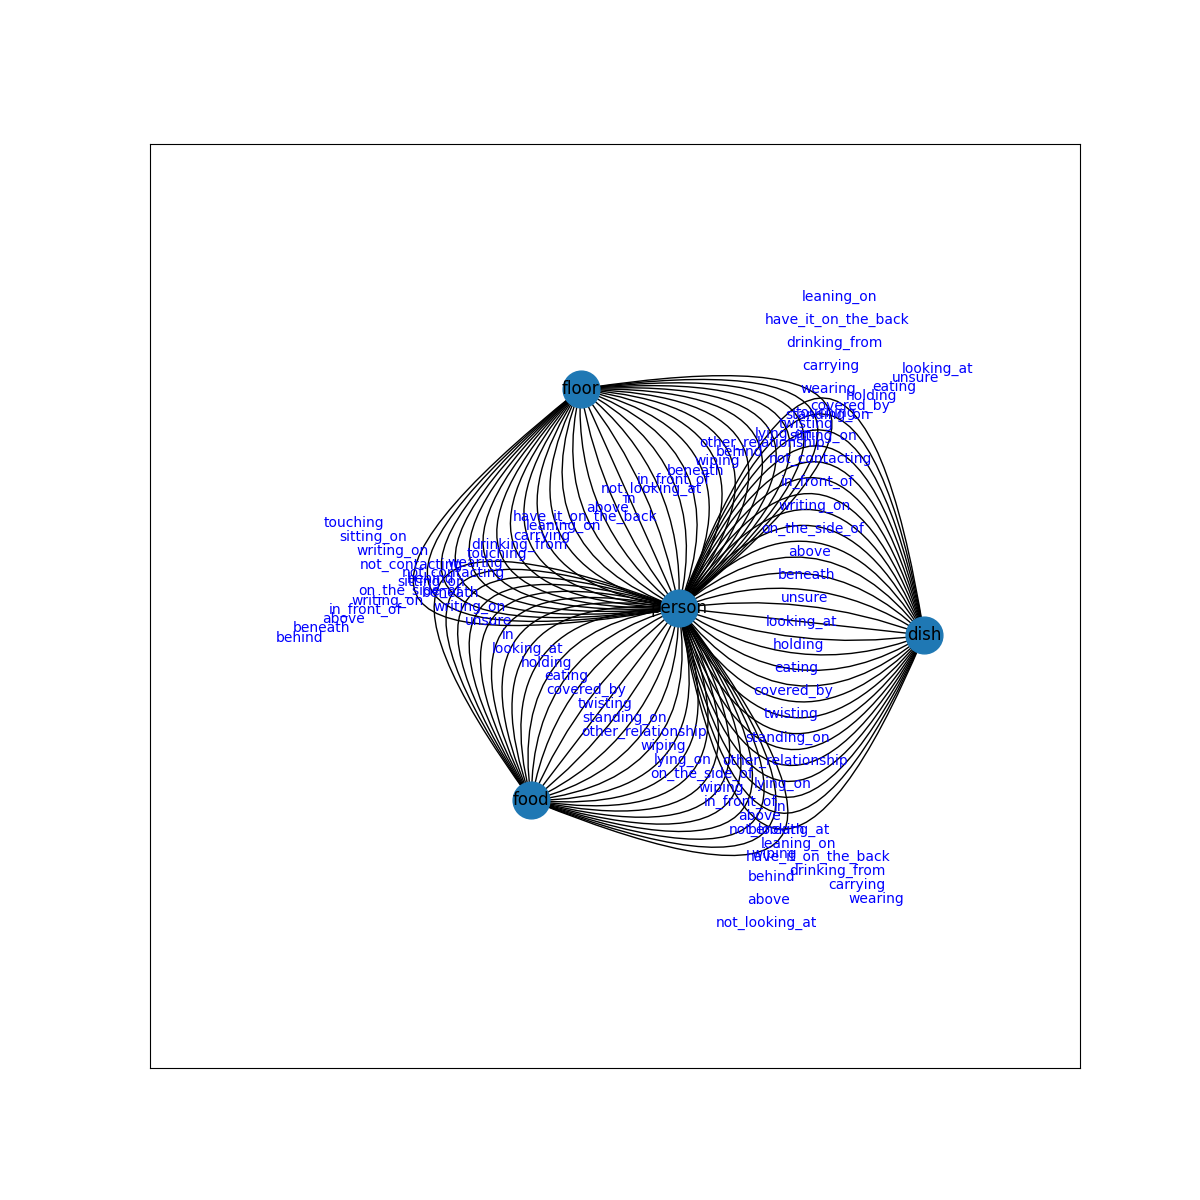 leaning_on
have_it_on_the_back
drinking_from
carrying
looking_at
unsure
floor
wearing
eating
holding
covered_by
touching
standing_on
twisting
lying_on
sitting_on
other_relationship
behind
not_contacting
wiping
beneath
in_front_of
in_front_of
not_looking_at
in
writing_on
above
have_it_on_the_back
touching
leaning_on
on_the_side_of
sitting_on
carrying
drinking_from
writing_on
above
touching
not_contacting
wearing
not_contacting
beneath
behind
sitting_on
on_the_side_of
beneath
unsure
writing_on
writing_on
person
in_front_of
above
unsure
looking_at
beneath
in
dish
behind
looking_at
holding
holding
eating
eating
covered_by
covered_by
twisting
twisting
standing_on
other_relationship
standing_on
wiping
lying_on
other_relationship
on_the_side_of
lying_on
wiping
food
in_front_of
in
above
not_looking_at
beneath
leaning_on
wiping
have_it_on_the_back
drinking_from
behind
carrying
above
wearing
not_looking_at